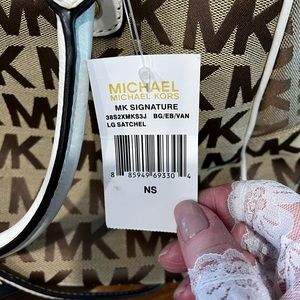 MICHAEL
MICHAEL KORS
MK SIGNATURE
38S2XMKS3J BG/EB/VAN
LG SATCHEL
8 85949 69330 4
NS